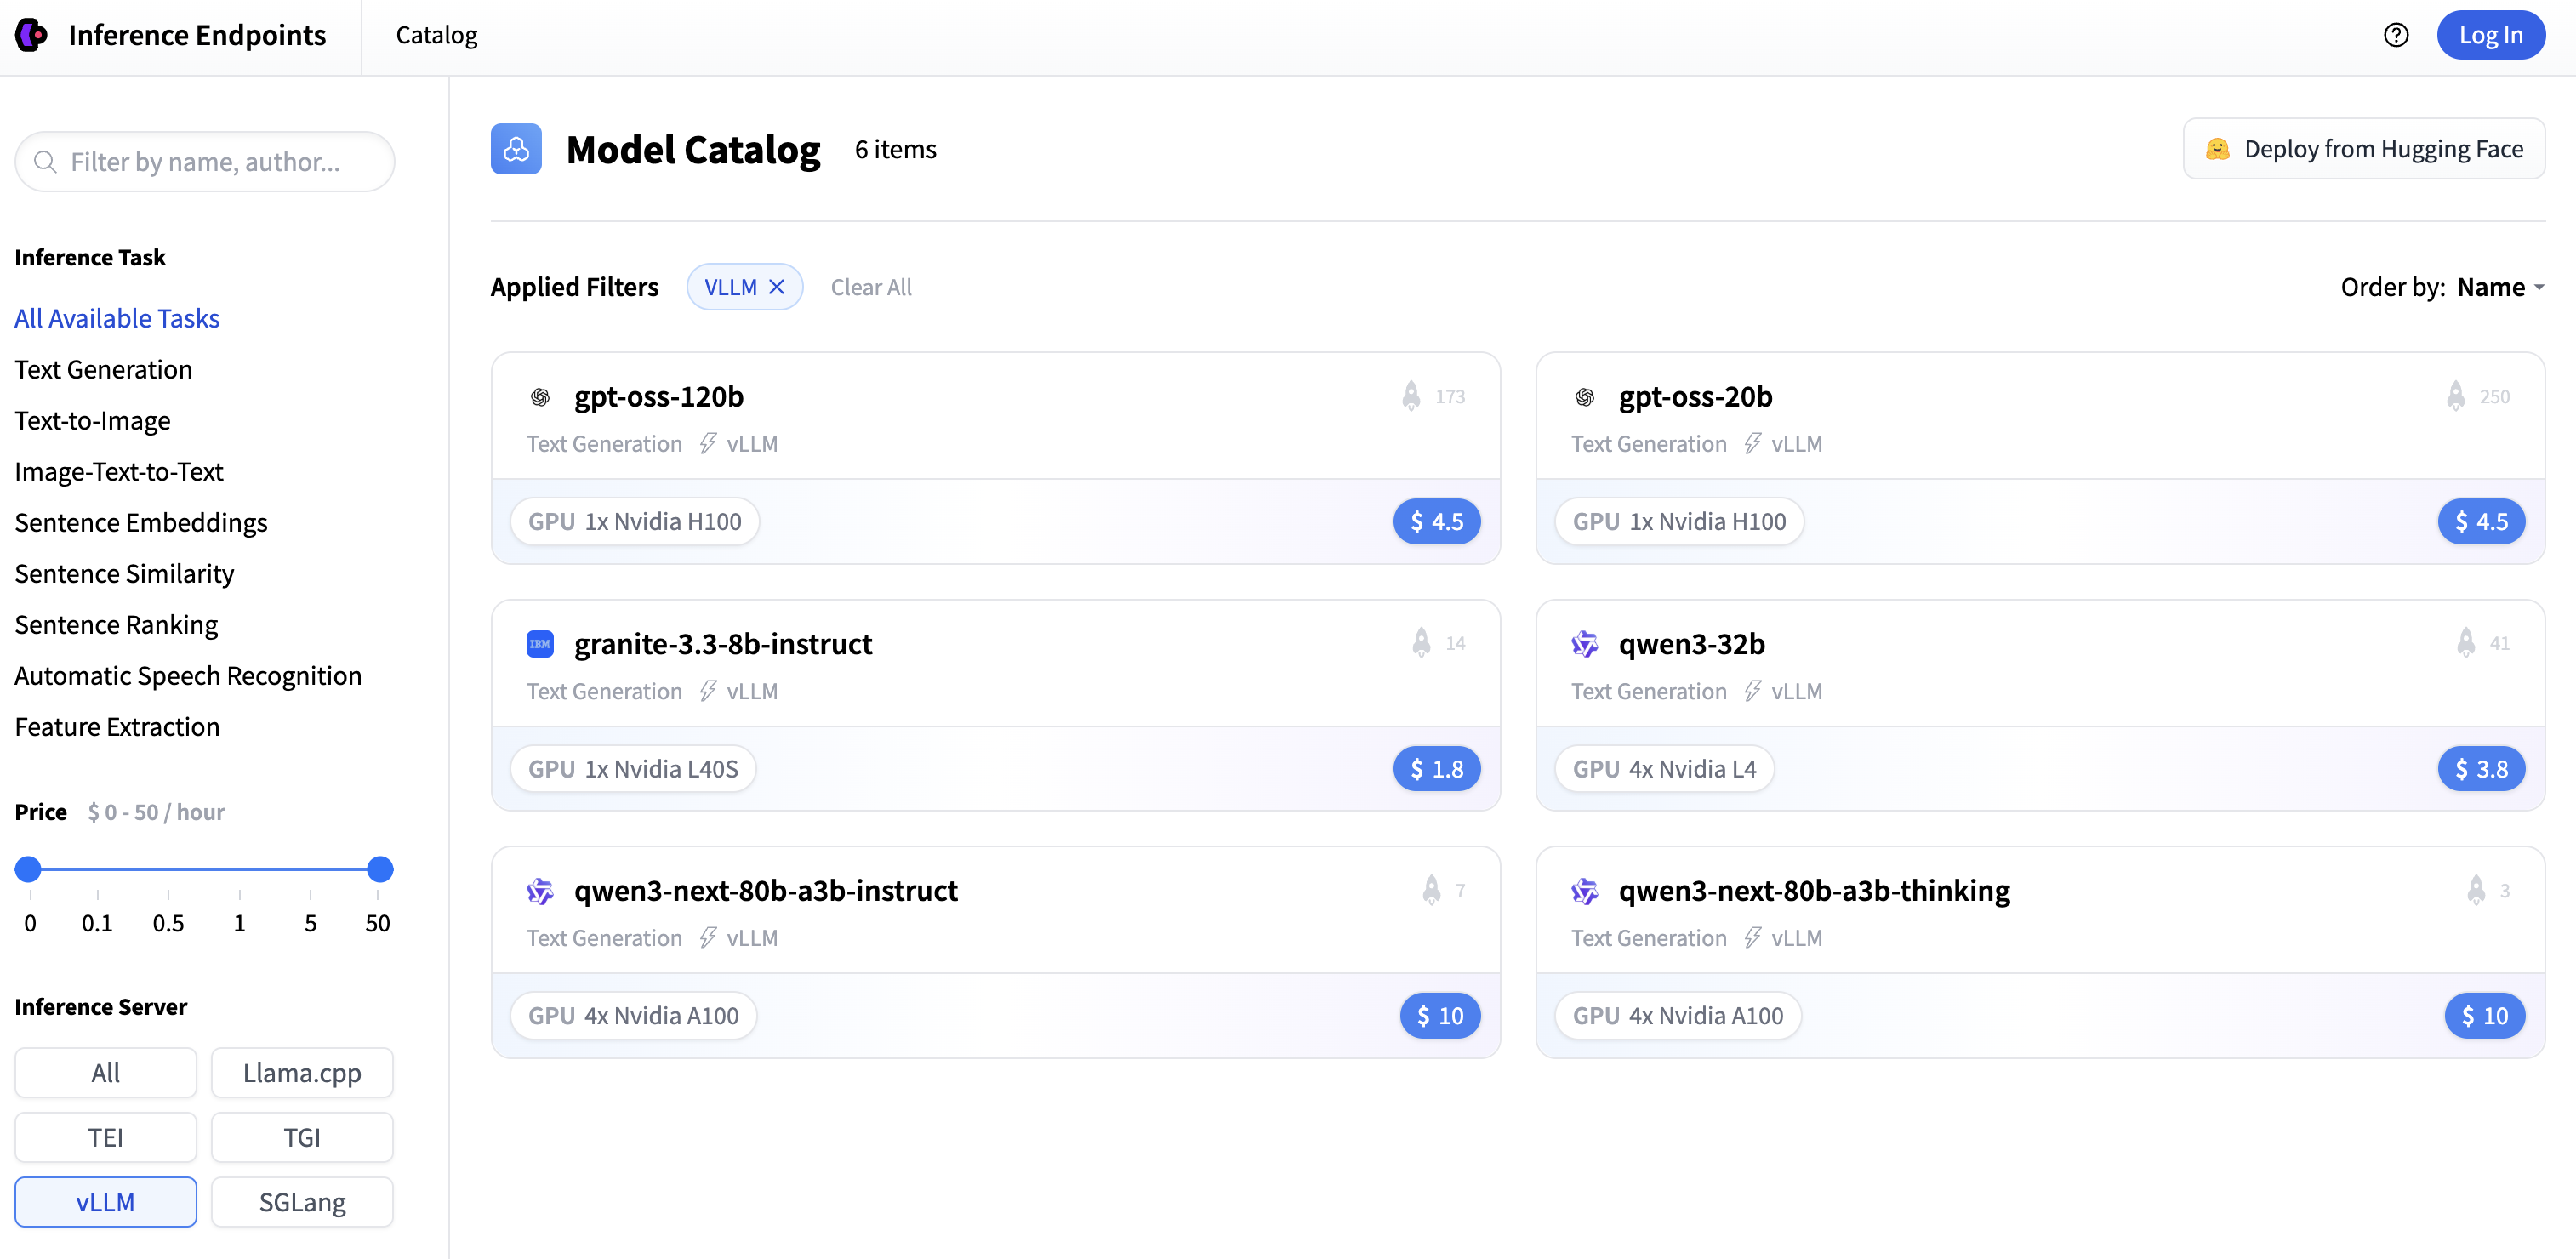 Inference Endpoints
Catalog
Log In
Filter by name, author...
Inference Task
All Available Tasks
Text Generation
Text-to-Image
Image-Text-to-Text
Sentence Embeddings
Sentence Similarity
Sentence Ranking
Automatic Speech Recognition
Feature Extraction
Price $ 0 - 50 / hour
0 0.1 0.5 1 5 50
Inference Server
All Llama.cpp
TEI TGI
vLLM SGLang
Model Catalog 6 items
Deploy from Hugging Face
Applied Filters VLLM Clear All
Order by: Name
gpt-oss-120b 173
Text Generation vLLM
GPU 1x Nvidia H100 $ 4.5
gpt-oss-20b 250
Text Generation vLLM
GPU 1x Nvidia H100 $ 4.5
IBM granite-3.3-8b-instruct 14
Text Generation vLLM
GPU 1x Nvidia L40S $ 1.8
qwen3-32b 41
Text Generation vLLM
GPU 4x Nvidia L4 $ 3.8
qwen3-next-80b-a3b-instruct 7
Text Generation vLLM
GPU 4x Nvidia A100 $ 10
qwen3-next-80b-a3b-thinking 3
Text Generation vLLM
GPU 4x Nvidia A100 $ 10